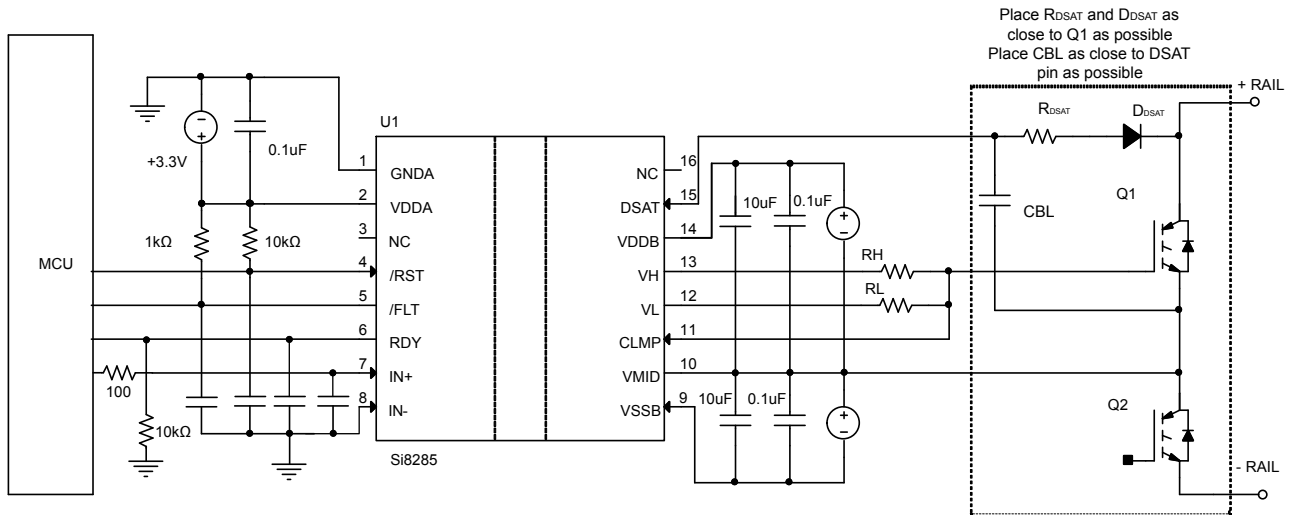 Place RDSAT and DDSAT as
close to Q1 as possible
Place CBL as close to DSAT
pin as possible
+ RAIL
RDSAT
DDSAT
U1
0.1uF
+3.3V
1
GNDA
16
NC
2
VDDA
15
DSAT
10uF
0.1uF
CBL
Q1
1kΩ
10kΩ
3
NC
14
VDDB
MCU
4
/RST
13
VH
RH
5
/FLT
12
VL
RL
6
RDY
11
CLMP
7
IN+
10
VMID
100
8
IN-
9
VSSB
10uF
0.1uF
Q2
10kΩ
Si8285
- RAIL